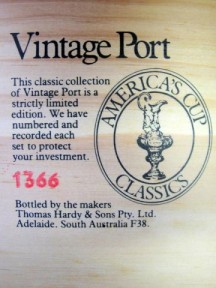 Vintage Port
This classic collection
of Vintage Port is a
strictly limited
edition. We have
numbered and
recorded each
set to protect
your investment.
AMERICA'S CUP
CLASSICS
1366
Bottled by the makers
Thomas Hardy & Sons Pty. Ltd.
Adelaide. South Australia F38.